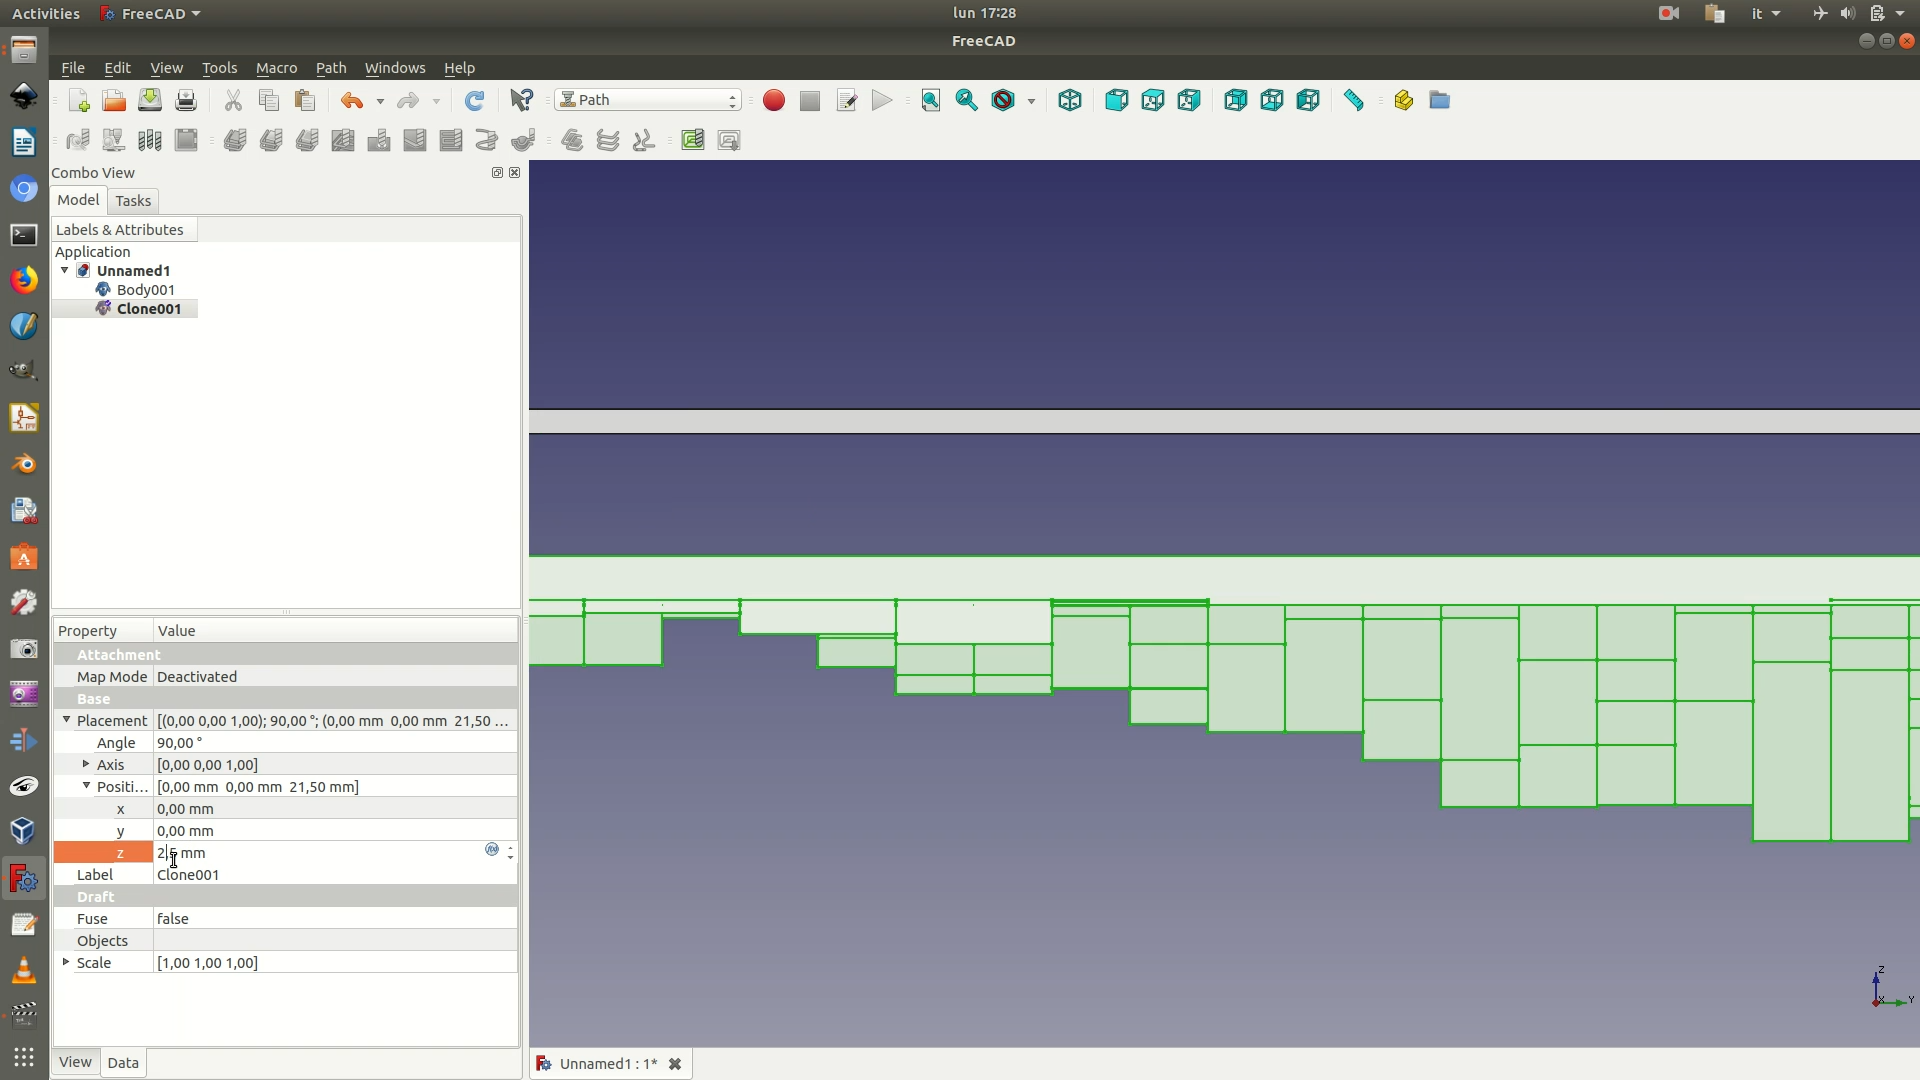 Activities FreeCAD lun 17:28 it
FreeCAD
File Edit View Tools Macro Path Windows Help
Path
Combo View
Model Tasks
Labels & Attributes
Application
Unnamed1
Body001
Clone001
Property Value
Attachment
Map Mode Deactivated
Base
Placement [(0,00 0,00 1,00); 90,00 °; (0,00 mm 0,00 mm 21,50 ...
Angle 90,00 °
Axis [0,00 0,00 1,00]
Positi... [0,00 mm 0,00 mm 21,50 mm]
x 0,00 mm
y 0,00 mm
z 2,5 mm
Label Clone001
Draft
Fuse false
Objects
Scale [1,00 1,00 1,00]
Z
X Y
View Data Unnamed1 : 1*